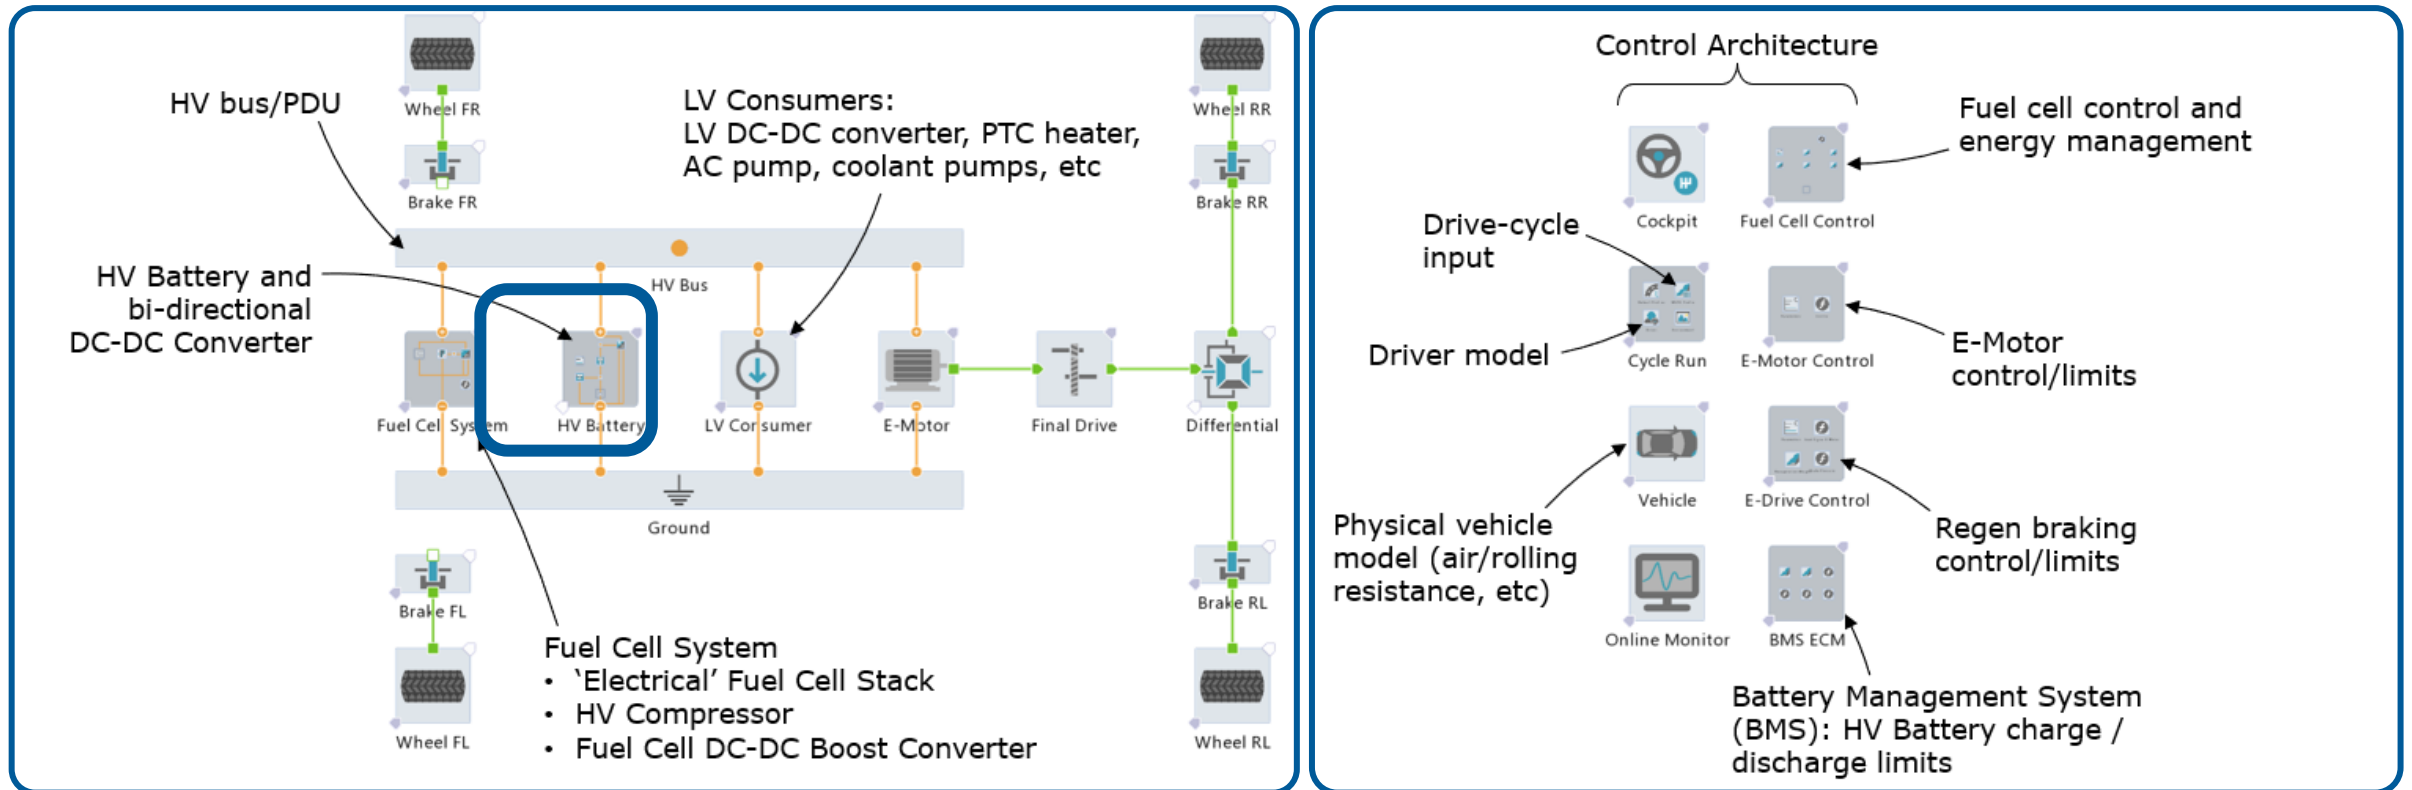 HV bus/PDU
Wheel FR
Brake FR
LV Consumers:
LV DC-DC converter, PTC heater,
AC pump, coolant pumps, etc
Wheel RR
Brake RR
HV Battery and
bi-directional
DC-DC Converter
HV Bus
Fuel Cell System
HV Battery
LV Consumer
E-Motor
Final Drive
Differential
Ground
Brake FL
Wheel FL
Fuel Cell System
• ‘Electrical’ Fuel Cell Stack
• HV Compressor
• Fuel Cell DC-DC Boost Converter
Brake RL
Wheel RL
Control Architecture
Fuel cell control and
energy management
Cockpit
Fuel Cell Control
Drive-cycle
input
Driver model
Cycle Run
E-Motor Control
E-Motor
control/limits
Vehicle
E-Drive Control
Physical vehicle
model (air/rolling
resistance, etc)
Regen braking
control/limits
Online Monitor
BMS ECM
Battery Management System
(BMS): HV Battery charge /
discharge limits